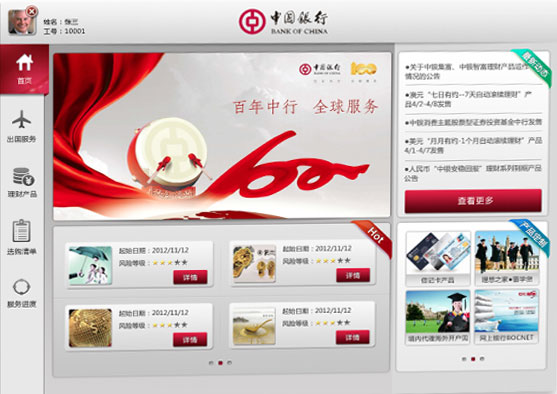 姓名：张三
工号：10001
中国银行
BANK OF CHINA
首页
出国服务
理财产品
选购清单
服务进度
中国银行
BANK OF CHINA
百年中行 全球服务
最新动态
●关于中银集富、中银智富理财产品
情况的公告
●澳元“七日有约--7天自动滚续理财”产品
4/2-4/8发售
●中银消费主题股票型证券投资基金中行发售
●美元“月月有约-1个月自动滚续理财”产品
4/1-4/7发售
●人民币“中银安稳回报”理财系列到期产品
公告
查看更多
Hot
起始日期：2012/11/12
风险等级：★★★★★
详情
起始日期：2012/11/12
风险等级：★★★★★
详情
起始日期：2012/11/12
风险等级：★★★★★
详情
起始日期：2012/11/12
风险等级：★★★★★
详情
产品定制
借记卡产品
理想之家●留学贷
境内代理海外开户国
网上银行BOCNET